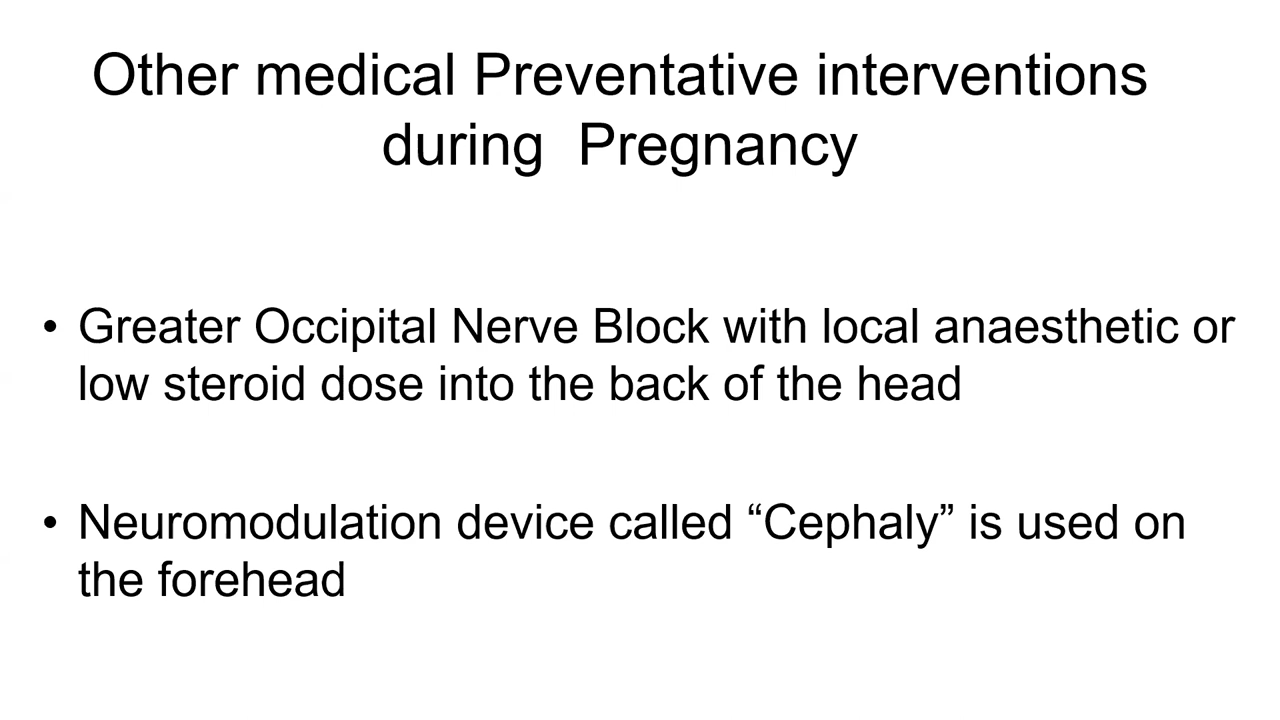 Other medical Preventative interventions
during  Pregnancy
• Greater Occipital Nerve Block with local anaesthetic or
low steroid dose into the back of the head
• Neuromodulation device called “Cephaly” is used on
the forehead